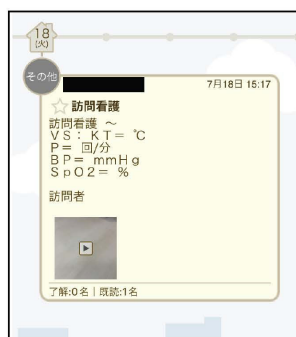 18
(火)
その他
7月18日 15:17
訪問看護
訪問看護 ～
VS： KT＝ ℃
P＝ 回/分
BP＝ mmHg
SpO2＝ %
訪問者
了解:0名 | 既読:1名